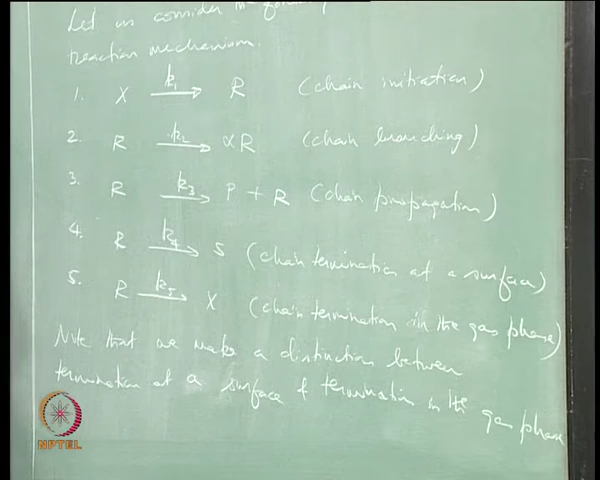 Let us consider the following
reaction mechanism.
1. X k₁→ R (chain initiation)
2. R k₂→ αR (chain branching)
3. R k₃→ P + R (chain propagation)
4. R k₄→ S (chain termination at a surface)
5. R k₅→ X (chain termination in the gas phase)
Note that we make a distinction between
termination at a surface & termination in the gas phase
NPTEL